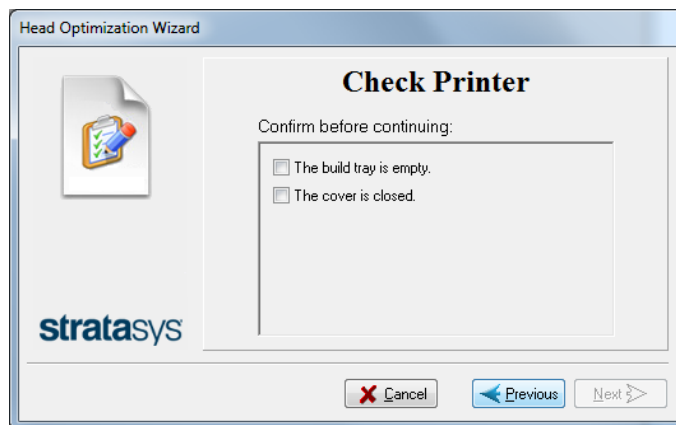 Head Optimization Wizard
Check Printer
Confirm before continuing:
The build tray is empty.
The cover is closed.
stratasys
Cancel
Previous
Next